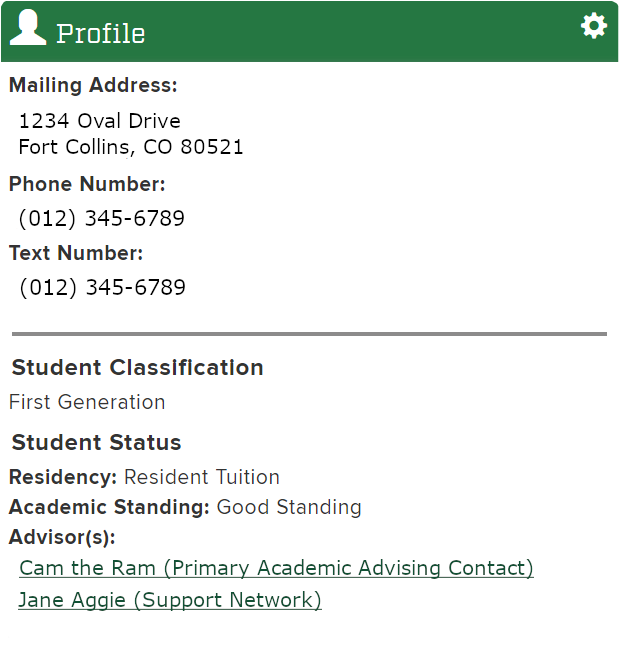 Profile
Mailing Address:
1234 Oval Drive
Fort Collins, CO 80521
Phone Number:
(012) 345-6789
Text Number:
(012) 345-6789
Student Classification
First Generation
Student Status
Residency: Resident Tuition
Academic Standing: Good Standing
Advisor(s):
Cam the Ram (Primary Academic Advising Contact)
Jane Aggie (Support Network)